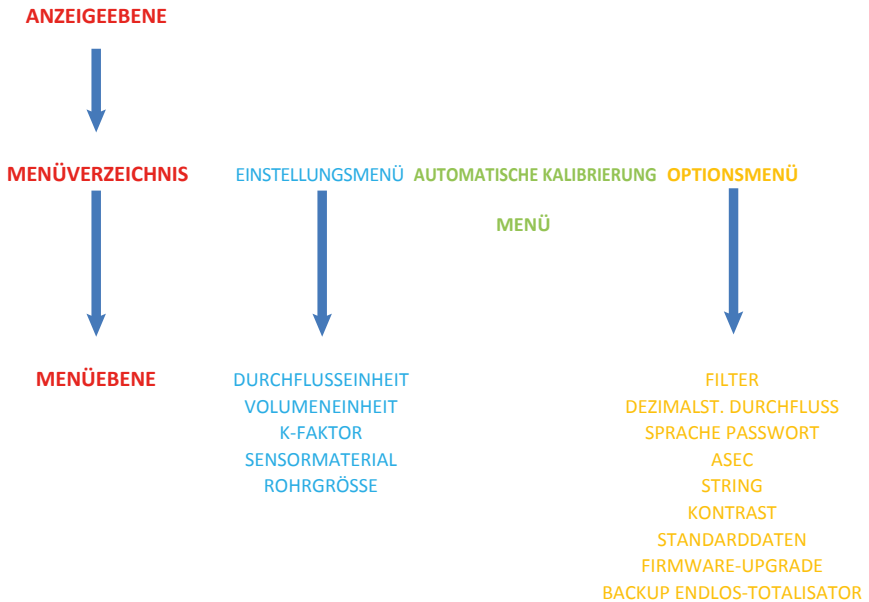 ANZEIGEEBENE
MENÜVERZEICHNIS EINSTELLUNGSMENÜ AUTOMATISCHE KALIBRIERUNG OPTIONSMENÜ
MENÜ
MENÜEBENE
DURCHFLUSSEINHEIT
VOLUMENEINHEIT
K-FAKTOR
SENSORMATERIAL
ROHRGRÖSSE
FILTER
DEZIMALST. DURCHFLUSS
SPRACHE PASSWORT
ASEC
STRING
KONTRAST
STANDARDDATEN
FIRMWARE-UPGRADE
BACKUP ENDLOS-TOTALISATOR